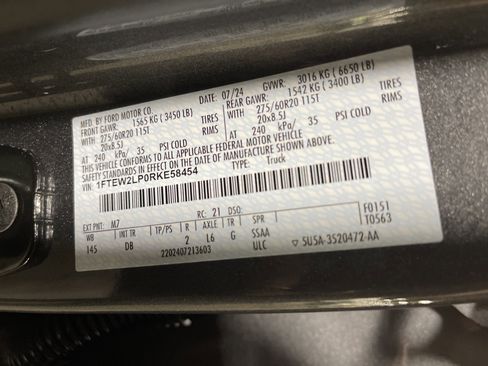 MFD. BY FORD MOTOR CO. DATE: 07/24 GVWR: 3016 KG (6650 LB)
FRONT GAWR: 1565 KG (3450 LB) REAR GAWR: 1542 KG (3400 LB)
WITH 275/60R20 115T TIRES WITH 275/60R20 115T TIRES
20x8.5J RIMS 20x8.5J RIMS
AT 240 kPa/ 35 PSI COLD AT 240 kPa/ 35 PSI COLD
THIS VEHICLE CONFORMS TO ALL APPLICABLE FEDERAL MOTOR VEHICLE
SAFETY STANDARDS IN EFFECT ON THE DATE OF MANUFACTURE SHOWN ABOVE.
VIN: 1FTEW2LP0RKE58454 TYPE: Truck
EXT PNT: M7 RC: 21 DSO: F0151
WB INT TR TP/PS R AXLE TR SPR T0563
145 DB 2 L6 G SSAA
2202407213603 ULC 5U5A-3520472-AA